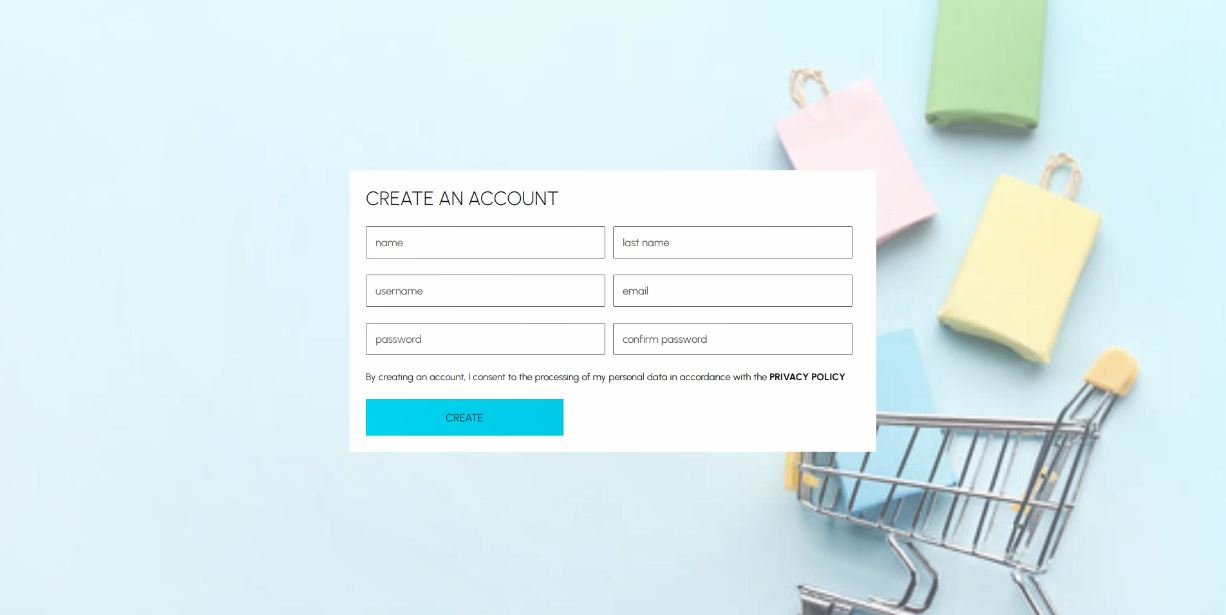 CREATE AN ACCOUNT
name
last name
username
email
password
confirm password
By creating an account, I consent to the processing of my personal data in accordance with the PRIVACY POLICY
CREATE